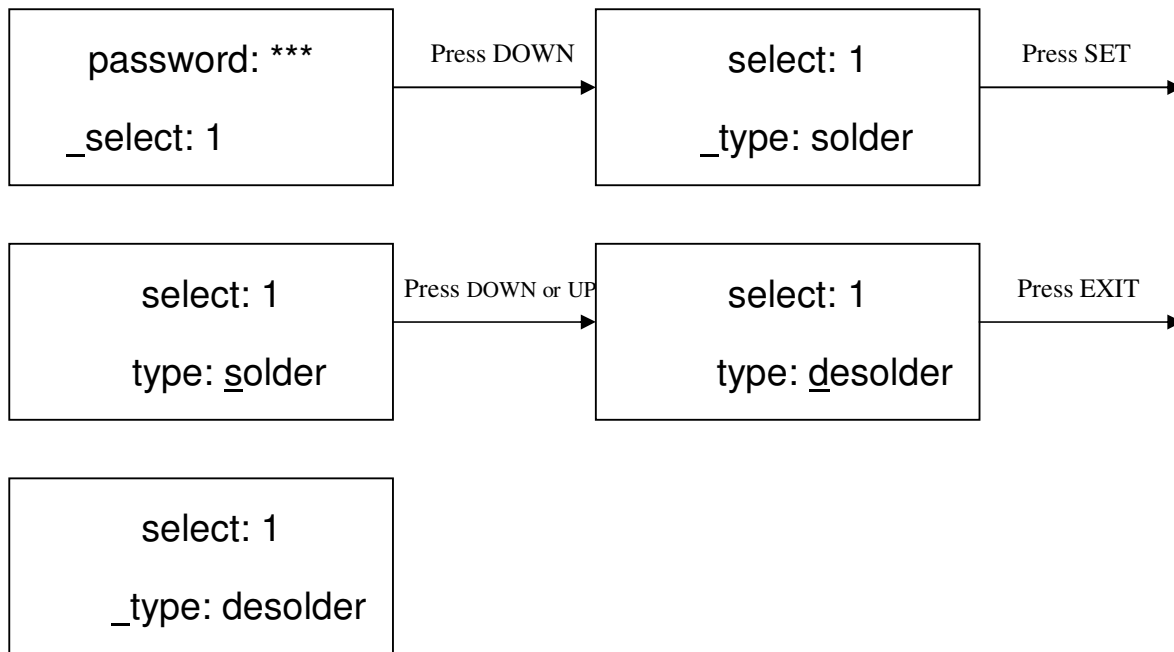 password: ***
_select: 1
Press DOWN
select: 1
_type: solder
Press SET
select: 1
type: solder
Press DOWN or UP
select: 1
type: desolder
Press EXIT
select: 1
_type: desolder